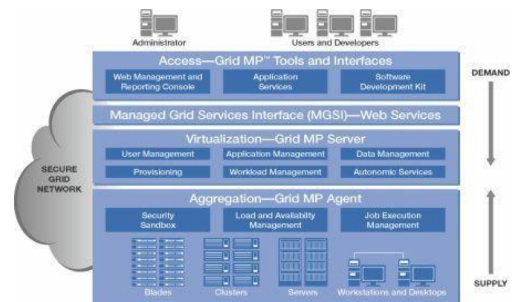 Administrator
Users and Developers
Access—Grid MP™ Tools and Interfaces
Web Management and
Reporting Console
Application
Services
Software
Development Kit
DEMAND
Managed Grid Services Interface (MGSI)—Web Services
Virtualization—Grid MP Server
User Management
Application Management
Data Management
Provisioning
Workload Management
Autonomic Services
SECURE
GRID
NETWORK
Aggregation—Grid MP Agent
Security
Sandbox
Load and Availability
Management
Job Execution
Management
Blades
Clusters
Servers
Workstations and Desktops
SUPPLY